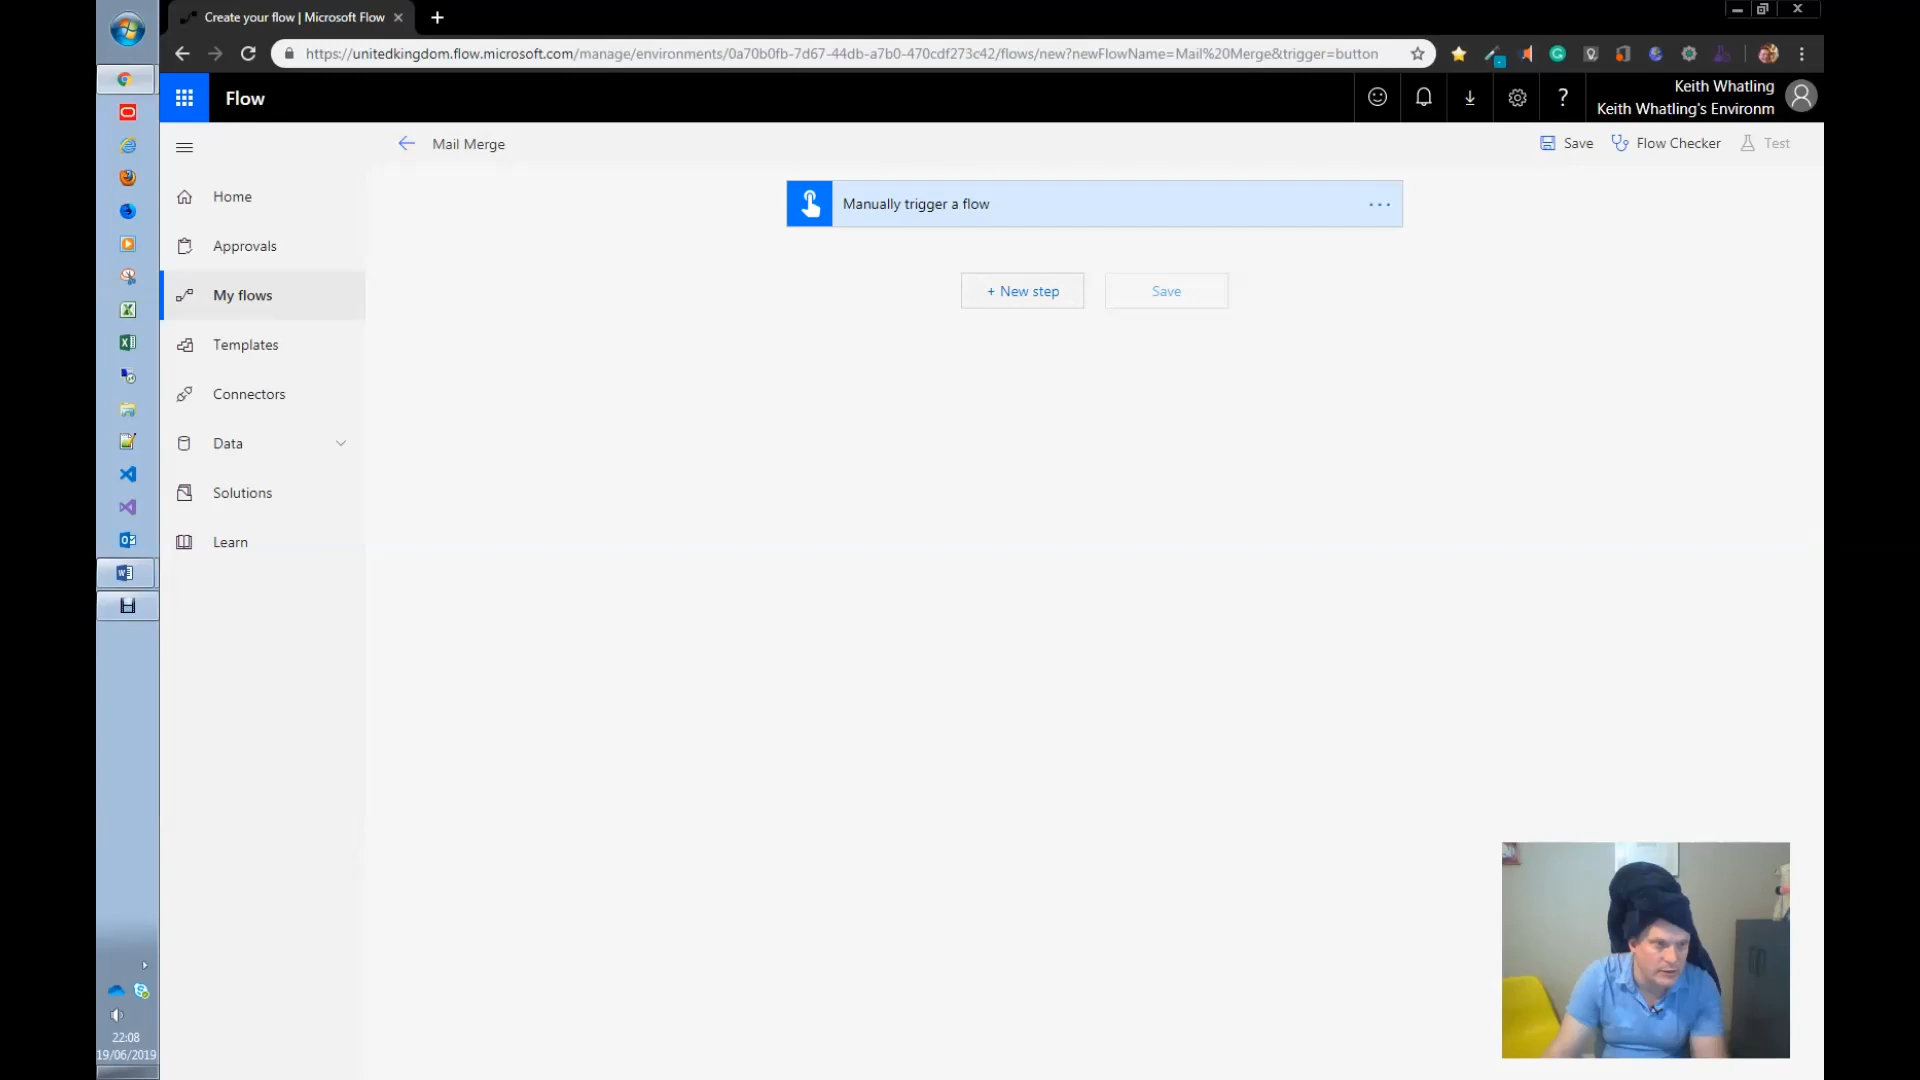 Create your flow | Microsoft Flow
https://unitedkingdom.flow.microsoft.com/manage/environments/0a70b0fb-7d67-44db-a7b0-470cdf273c42/flows/new?newFlowName=Mail%20Merge&trigger=button
Flow
Keith Whatling
Keith Whatling's Environm
Mail Merge
Save
Flow Checker
Test
Manually trigger a flow
+ New step
Save
Home
Approvals
My flows
Templates
Connectors
Data
Solutions
Learn
22:08
19/06/2019